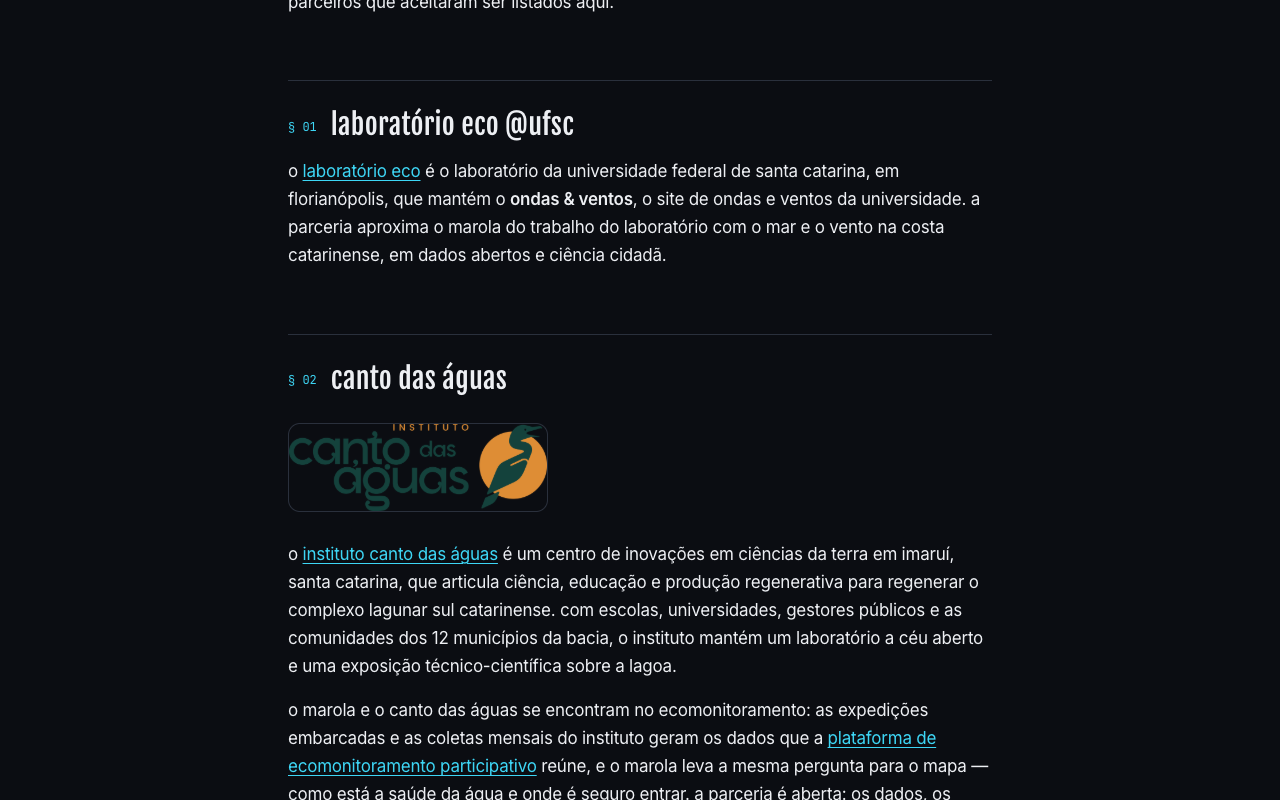 parceiros que aceitaram ser listados aqui.
§ 01 laboratório eco @ufsc
o laboratório eco é o laboratório da universidade federal de santa catarina, em
florianópolis, que mantém o ondas & ventos, o site de ondas e ventos da universidade. a
parceria aproxima o marola do trabalho do laboratório com o mar e o vento na costa
catarinense, em dados abertos e ciência cidadã.
§ 02 canto das águas
INSTITUTO
canto das
águas
o instituto canto das águas é um centro de inovações em ciências da terra em imaruí,
santa catarina, que articula ciência, educação e produção regenerativa para regenerar o
complexo lagunar sul catarinense. com escolas, universidades, gestores públicos e as
comunidades dos 12 municípios da bacia, o instituto mantém um laboratório a céu aberto
e uma exposição técnico-científica sobre a lagoa.
o marola e o canto das águas se encontram no ecomonitoramento: as expedições
embarcadas e as coletas mensais do instituto geram os dados que a plataforma de
ecomonitoramento participativo reúne, e o marola leva a mesma pergunta para o mapa —
como está a saúde da água e onde é seguro entrar. a parceria é aberta: os dados, os